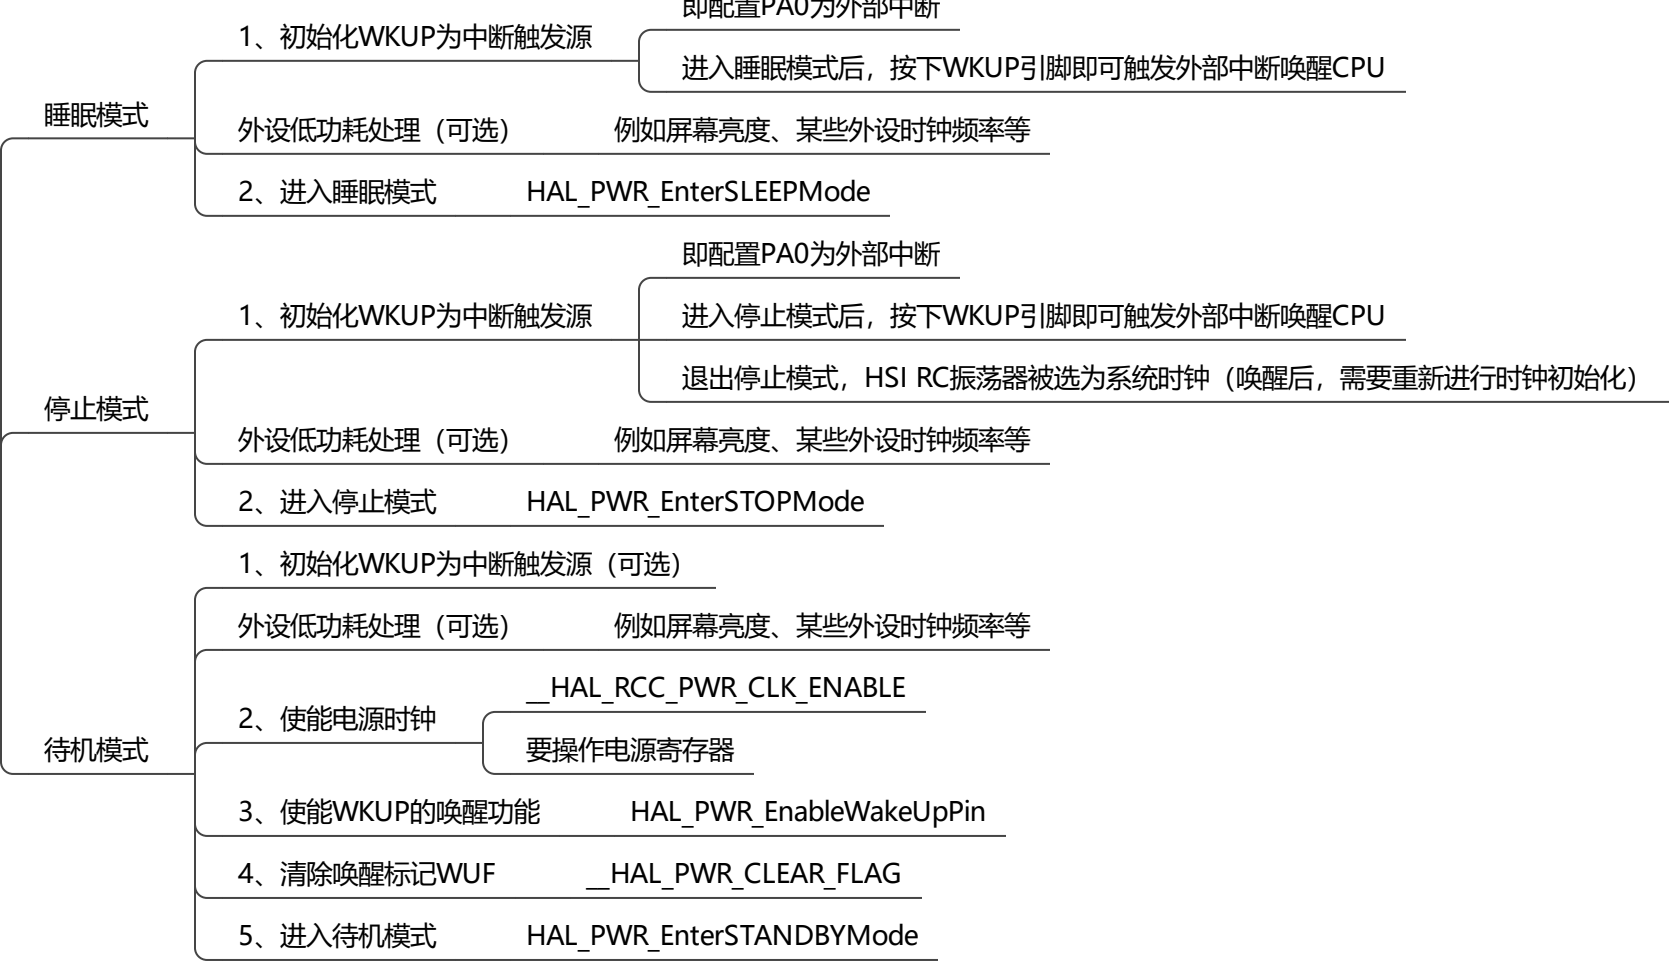 即配置PA0为外部中断
1、初始化WKUP为中断触发源
进入睡眠模式后，按下WKUP引脚即可触发外部中断唤醒CPU
睡眠模式
外设低功耗处理（可选） 例如屏幕亮度、某些外设时钟频率等
2、进入睡眠模式 HAL_PWR_EnterSLEEPMode
即配置PA0为外部中断
1、初始化WKUP为中断触发源 进入停止模式后，按下WKUP引脚即可触发外部中断唤醒CPU
退出停止模式，HSI RC振荡器被选为系统时钟（唤醒后，需要重新进行时钟初始化）
停止模式
外设低功耗处理（可选） 例如屏幕亮度、某些外设时钟频率等
2、进入停止模式 HAL_PWR_EnterSTOPMode
1、初始化WKUP为中断触发源（可选）
外设低功耗处理（可选） 例如屏幕亮度、某些外设时钟频率等
__HAL_RCC_PWR_CLK_ENABLE
2、使能电源时钟
要操作电源寄存器
待机模式
3、使能WKUP的唤醒功能 HAL_PWR_EnableWakeUpPin
4、清除唤醒标记WUF __HAL_PWR_CLEAR_FLAG
5、进入待机模式 HAL_PWR_EnterSTANDBYMode